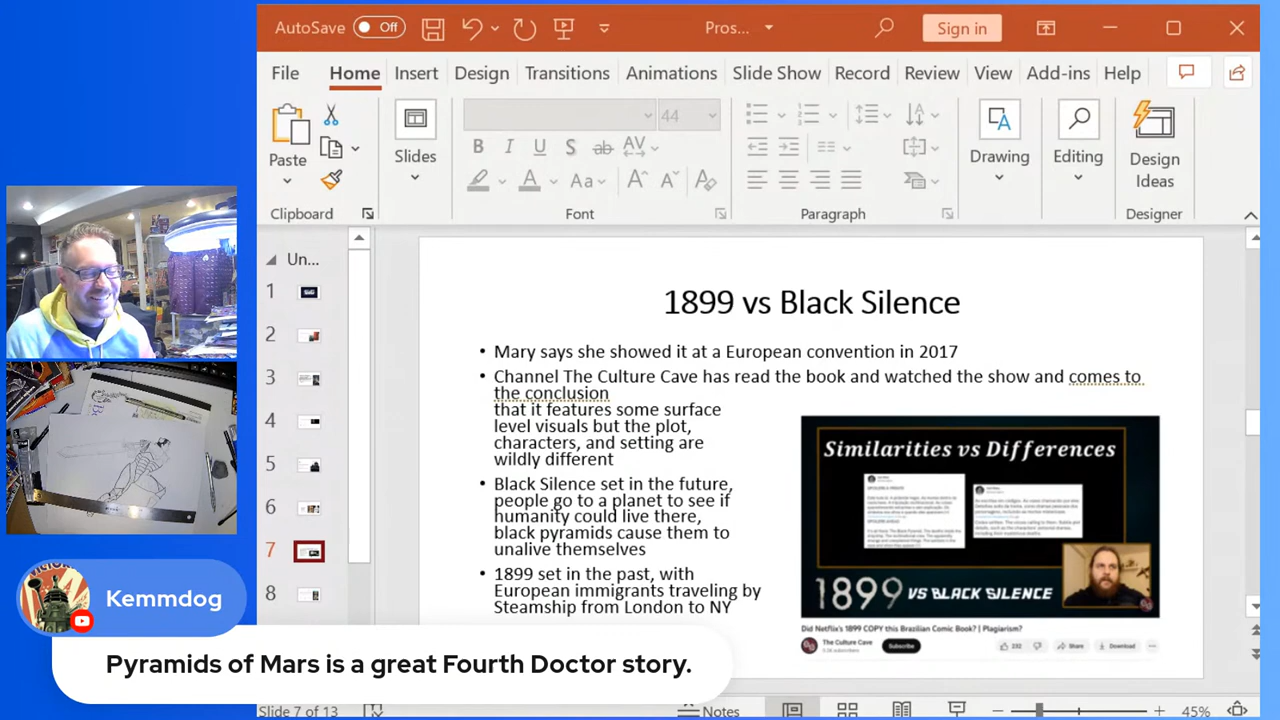 AutoSave Off Pros... Sign in
File Home Insert Design Transitions Animations Slide Show Record Review View Add-ins Help
44
Paste
Slides
Drawing
Editing
Design
Ideas
Clipboard
Font
Paragraph
Designer
Un...
1
2
3
4
5
6
7
8
1899 vs Black Silence
• Mary says she showed it at a European convention in 2017
• Channel The Culture Cave has read the book and watched the show and comes to
the conclusion
that it features some surface
level visuals but the plot,
characters, and setting are
wildly different
• Black Silence set in the future,
people go to a planet to see if
humanity could live there,
black pyramids cause them to
unalive themselves
• 1899 set in the past, with
European immigrants traveling by
Steamship from London to NY
Similarities vs Differences
1899 VS BLACK SILENCE
Did Netflix's 1899 COPY this Brazilian Comic Book? | Plagiarism?
The Culture Cave
Subscribe
Share
Download
Kemmdog
Pyramids of Mars is a great Fourth Doctor story.
Slide 7 of 13
Notes
45%